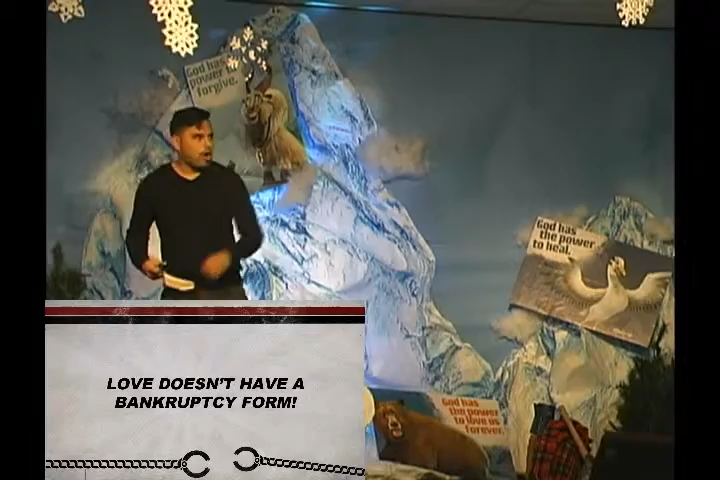 God has
power to
forgive.
God has
the power
to heal.
LOVE DOESN'T HAVE A
BANKRUPTCY FORM!
God has
the power
to love us
forever.